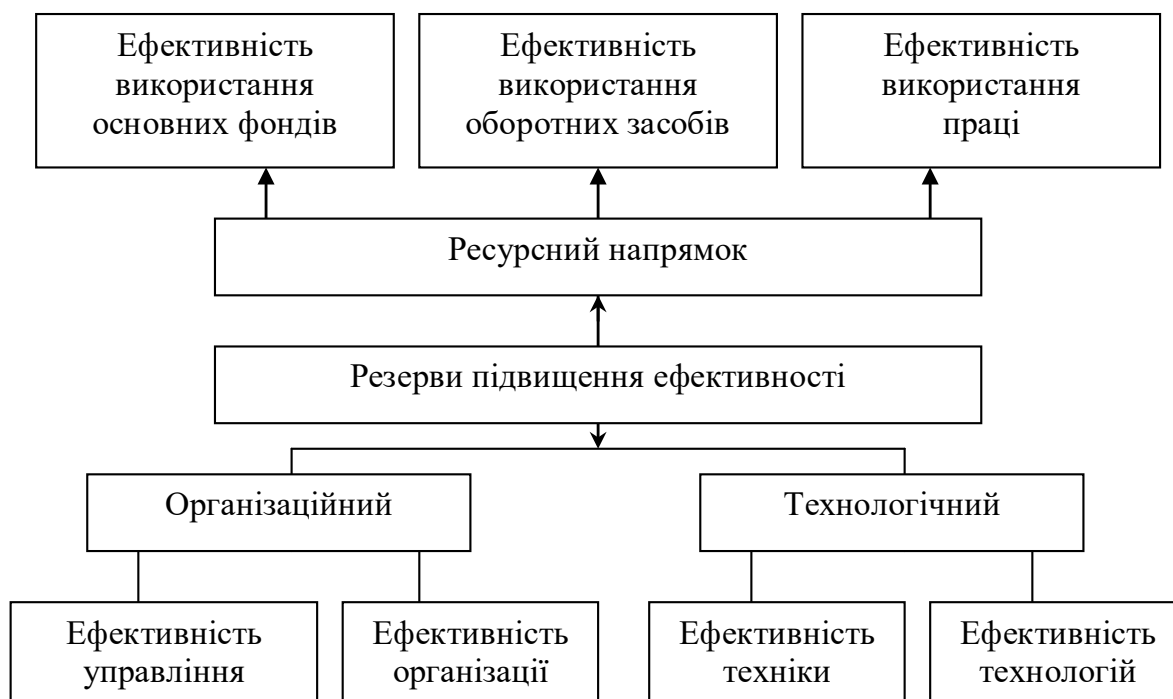 Ефективність
використання
основних фондів
Ефективність
використання
оборотних засобів
Ефективність
використання
праці
Ресурсний напрямок
Резерви підвищення ефективності
Організаційний
Технологічний
Ефективність
управління
Ефективність
організації
Ефективність
техніки
Ефективність
технологій